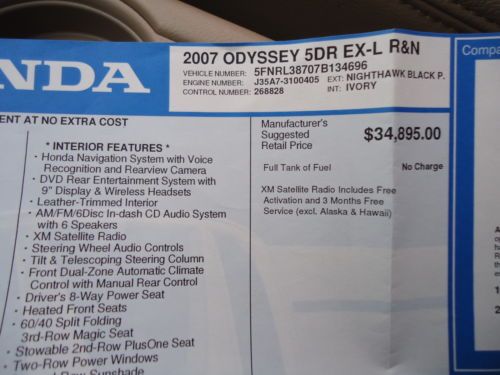 2007 ODYSSEY 5DR EX-L R&N
VEHICLE NUMBER: 5FNRL38707B134696
ENGINE NUMBER: J35A7-3100405 EXT: NIGHTHAWK BLACK P.
CONTROL NUMBER: 268828 INT: IVORY
NDA
Compa
ENT AT NO EXTRA COST
* INTERIOR FEATURES *
• Honda Navigation System with Voice
Recognition and Rearview Camera
• DVD Rear Entertainment System with
9" Display & Wireless Headsets
• Leather-Trimmed Interior
• AM/FM/6Disc In-dash CD Audio System
with 6 Speakers
• XM Satellite Radio
• Steering Wheel Audio Controls
• Tilt & Telescoping Steering Column
• Front Dual-Zone Automatic Climate
Control with Manual Rear Control
• Driver's 8-Way Power Seat
• Heated Front Seats
• 60/40 Split Folding
3rd-Row Magic Seat
• Stowable 2nd-Row PlusOne Seat
• Two-Row Power Windows
Sunshade
Manufacturer's
Suggested
Retail Price
$34,895.00
Full Tank of Fuel No Charge
XM Satellite Radio Includes Free
Activation and 3 Months Free
Service (excl. Alaska & Hawaii)